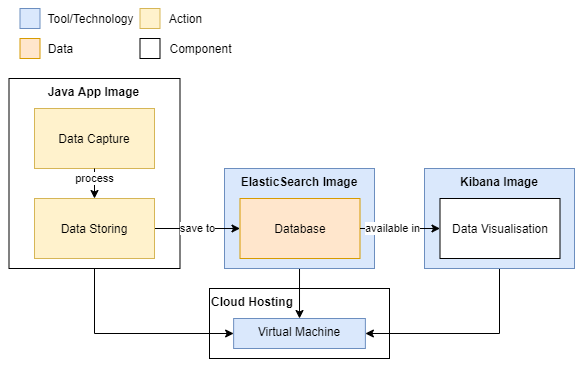 Tool/Technology
Action
Data
Component
Java App Image
Data Capture
process
ElasticSearch Image
Kibana Image
Data Storing
save to
Database
available in
Data Visualisation
Cloud Hosting
Virtual Machine